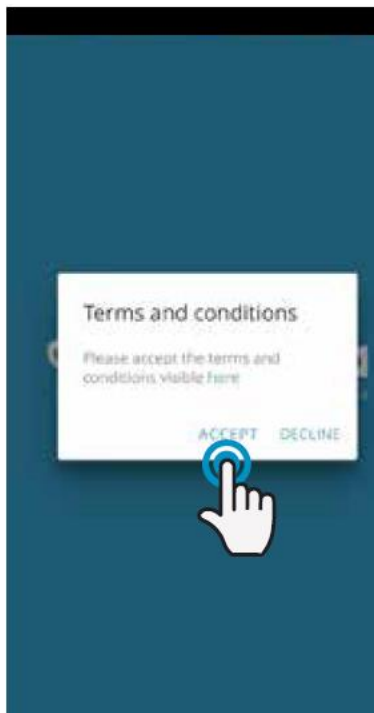 Terms and conditions
Please accept the terms and
conditions visible here
ACCEPT DECLINE